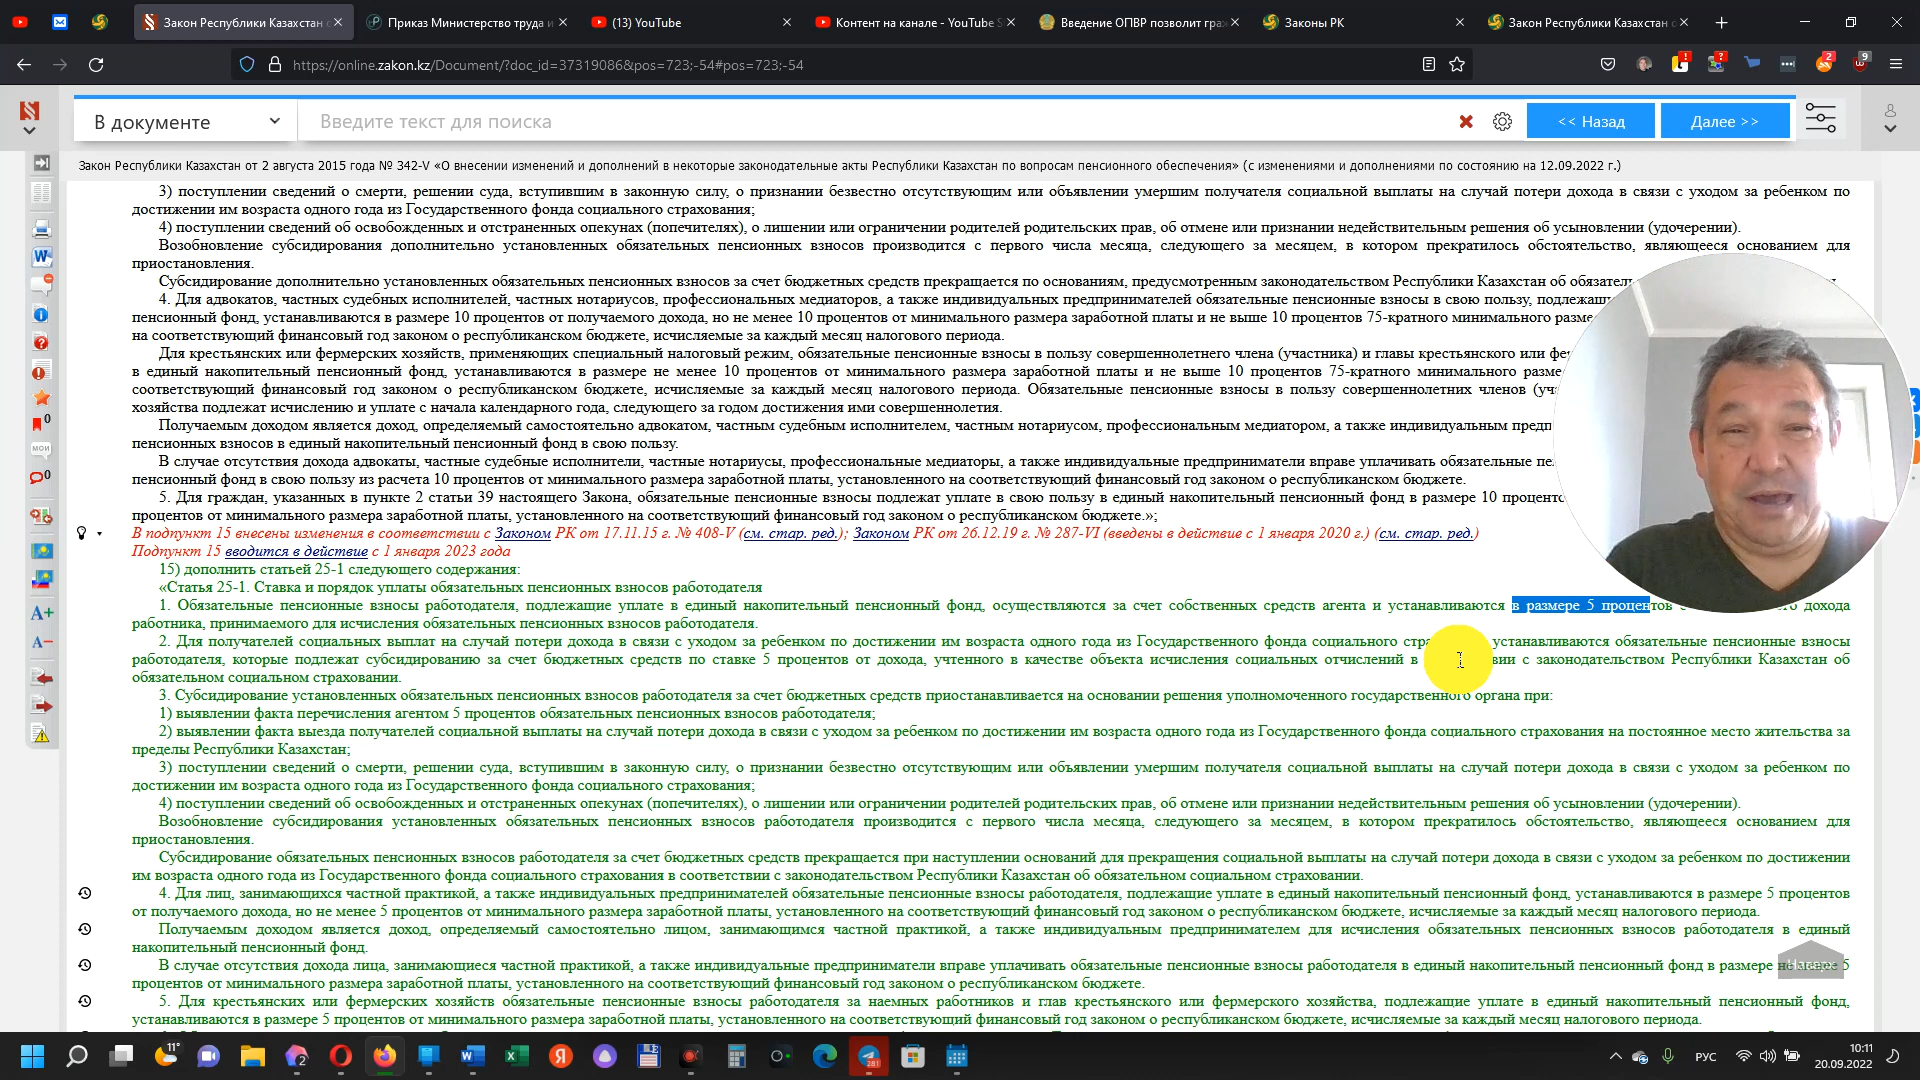 Закон Республики Казахстан о
Приказ Министерство труда и
(13) YouTube
Контент на канале - YouTube S
Введение ОПВР позволит гра
Законы РК
Закон Республики Казахстан о
https://online.zakon.kz/Document/?doc_id=37319086&pos=723;-54#pos=723;-54
В документе
Введите текст для поиска
<< Назад
Далее >>
Закон Республики Казахстан от 2 августа 2015 года № 342-V «О внесении изменений и дополнений в некоторые законодательные акты Республики Казахстан по вопросам пенсионного обеспечения» (с изменениями и дополнениями по состоянию на 12.09.2022 г.)
3) поступлении сведений о смерти, решении суда, вступившим в законную силу, о признании безвестно отсутствующим или объявлении умершим получателя социальной выплаты на случай потери дохода в связи с уходом за ребенком по
достижении им возраста одного года из Государственного фонда социального страхования;
4) поступлении сведений об освобожденных и отстраненных опекунах (попечителях), о лишении или ограничении родителей родительских прав, об отмене или признании недействительным решения об усыновлении (удочерении).
Возобновление субсидирования дополнительно установленных обязательных пенсионных взносов производится с первого числа месяца, следующего за месяцем, в котором прекратилось обстоятельство, являющееся основанием для
приостановления.
Субсидирование дополнительно установленных обязательных пенсионных взносов за счет бюджетных средств прекращается по основаниям, предусмотренным законодательством Республики Казахстан об обязатель
4. Для адвокатов, частных судебных исполнителей, частных нотариусов, профессиональных медиаторов, а также индивидуальных предпринимателей обязательные пенсионные взносы в свою пользу, подлежащи
пенсионный фонд, устанавливаются в размере 10 процентов от получаемого дохода, но не менее 10 процентов от минимального размера заработной платы и не выше 10 процентов 75-кратного минимального разме
на соответствующий финансовый год законом о республиканском бюджете, исчисляемые за каждый месяц налогового периода.
Для крестьянских или фермерских хозяйств, применяющих специальный налоговый режим, обязательные пенсионные взносы в пользу совершеннолетнего члена (участника) и главы крестьянского или фе
в единый накопительный пенсионный фонд, устанавливаются в размере не менее 10 процентов от минимального размера заработной платы и не выше 10 процентов 75-кратного минимального разме
соответствующий финансовый год законом о республиканском бюджете, исчисляемые за каждый месяц налогового периода. Обязательные пенсионные взносы в пользу совершеннолетних членов (уча
хозяйства подлежат исчислению и уплате с начала календарного года, следующего за годом достижения ими совершеннолетия.
Получаемым доходом является доход, определяемый самостоятельно адвокатом, частным судебным исполнителем, частным нотариусом, профессиональным медиатором, а также индивидуальным предп
пенсионных взносов в единый накопительный пенсионный фонд в свою пользу.
В случае отсутствия дохода адвокаты, частные судебные исполнители, частные нотариусы, профессиональные медиаторы, а также индивидуальные предприниматели вправе уплачивать обязательные пе
пенсионный фонд в свою пользу из расчета 10 процентов от минимального размера заработной платы, установленного на соответствующий финансовый год законом о республиканском бюджете.
5. Для граждан, указанных в пункте 2 статьи 39 настоящего Закона, обязательные пенсионные взносы подлежат уплате в свою пользу в единый накопительный пенсионный фонд в размере 10 проценто
процентов от минимального размера заработной платы, установленного на соответствующий финансовый год законом о республиканском бюджете.»;
В подпункт 15 внесены изменения в соответствии с Законом РК от 17.11.15 г. № 408-V (см. стар. ред.); Законом РК от 26.12.19 г. № 287-VI (введены в действие с 1 января 2020 г.) (см. стар. ред.)
Подпункт 15 вводится в действие с 1 января 2023 года
15) дополнить статьей 25-1 следующего содержания:
«Статья 25-1. Ставка и порядок уплаты обязательных пенсионных взносов работодателя
1. Обязательные пенсионные взносы работодателя, подлежащие уплате в единый накопительный пенсионный фонд, осуществляются за счет собственных средств агента и устанавливаются в размере 5 процентов дохода
работника, принимаемого для исчисления обязательных пенсионных взносов работодателя.
2. Для получателей социальных выплат на случай потери дохода в связи с уходом за ребенком по достижении им возраста одного года из Государственного фонда социального стра устанавливаются обязательные пенсионные взносы
работодателя, которые подлежат субсидированию за счет бюджетных средств по ставке 5 процентов от дохода, учтенного в качестве объекта исчисления социальных отчислений в вии с законодательством Республики Казахстан об
обязательном социальном страховании.
3. Субсидирование установленных обязательных пенсионных взносов работодателя за счет бюджетных средств приостанавливается на основании решения уполномоченного государственного органа при:
1) выявлении факта перечисления агентом 5 процентов обязательных пенсионных взносов работодателя;
2) выявлении факта выезда получателей социальной выплаты на случай потери дохода в связи с уходом за ребенком по достижении им возраста одного года из Государственного фонда социального страхования на постоянное место жительства за
пределы Республики Казахстан;
3) поступлении сведений о смерти, решении суда, вступившим в законную силу, о признании безвестно отсутствующим или объявлении умершим получателя социальной выплаты на случай потери дохода в связи с уходом за ребенком по
достижении им возраста одного года из Государственного фонда социального страхования;
4) поступлении сведений об освобожденных и отстраненных опекунах (попечителях), о лишении или ограничении родителей родительских прав, об отмене или признании недействительным решения об усыновлении (удочерении).
Возобновление субсидирования установленных обязательных пенсионных взносов работодателя производится с первого числа месяца, следующего за месяцем, в котором прекратилось обстоятельство, являющееся основанием для
приостановления.
Субсидирование обязательных пенсионных взносов работодателя за счет бюджетных средств прекращается при наступлении оснований для прекращения социальной выплаты на случай потери дохода в связи с уходом за ребенком по достижении
им возраста одного года из Государственного фонда социального страхования в соответствии с законодательством Республики Казахстан об обязательном социальном страховании.
4. Для лиц, занимающихся частной практикой, а также индивидуальных предпринимателей обязательные пенсионные взносы работодателя, подлежащие уплате в единый накопительный пенсионный фонд, устанавливаются в размере 5 процентов
от получаемого дохода, но не менее 5 процентов от минимального размера заработной платы, установленного на соответствующий финансовый год законом о республиканском бюджете, исчисляемые за каждый месяц налогового периода.
Получаемым доходом является доход, определяемый самостоятельно лицом, занимающимся частной практикой, а также индивидуальным предпринимателем для исчисления обязательных пенсионных взносов работодателя в единый
накопительный пенсионный фонд.
В случае отсутствия дохода лица, занимающиеся частной практикой, а также индивидуальные предприниматели вправе уплачивать обязательные пенсионные взносы работодателя в единый накопительный пенсионный фонд в размере не 5
процентов от минимального размера заработной платы, установленного на соответствующий финансовый год законом о республиканском бюджете.
Наверх
5. Для крестьянских или фермерских хозяйств обязательные пенсионные взносы работодателя за наемных работников и глав крестьянского или фермерского хозяйства, подлежащие уплате в единый накопительный пенсионный фонд,
устанавливаются в размере 5 процентов от минимального размера заработной платы, установленного на соответствующий финансовый год законом о республиканском бюджете, исчисляемые за каждый месяц налогового периода.
11°
РУС
10:11
20.09.2022